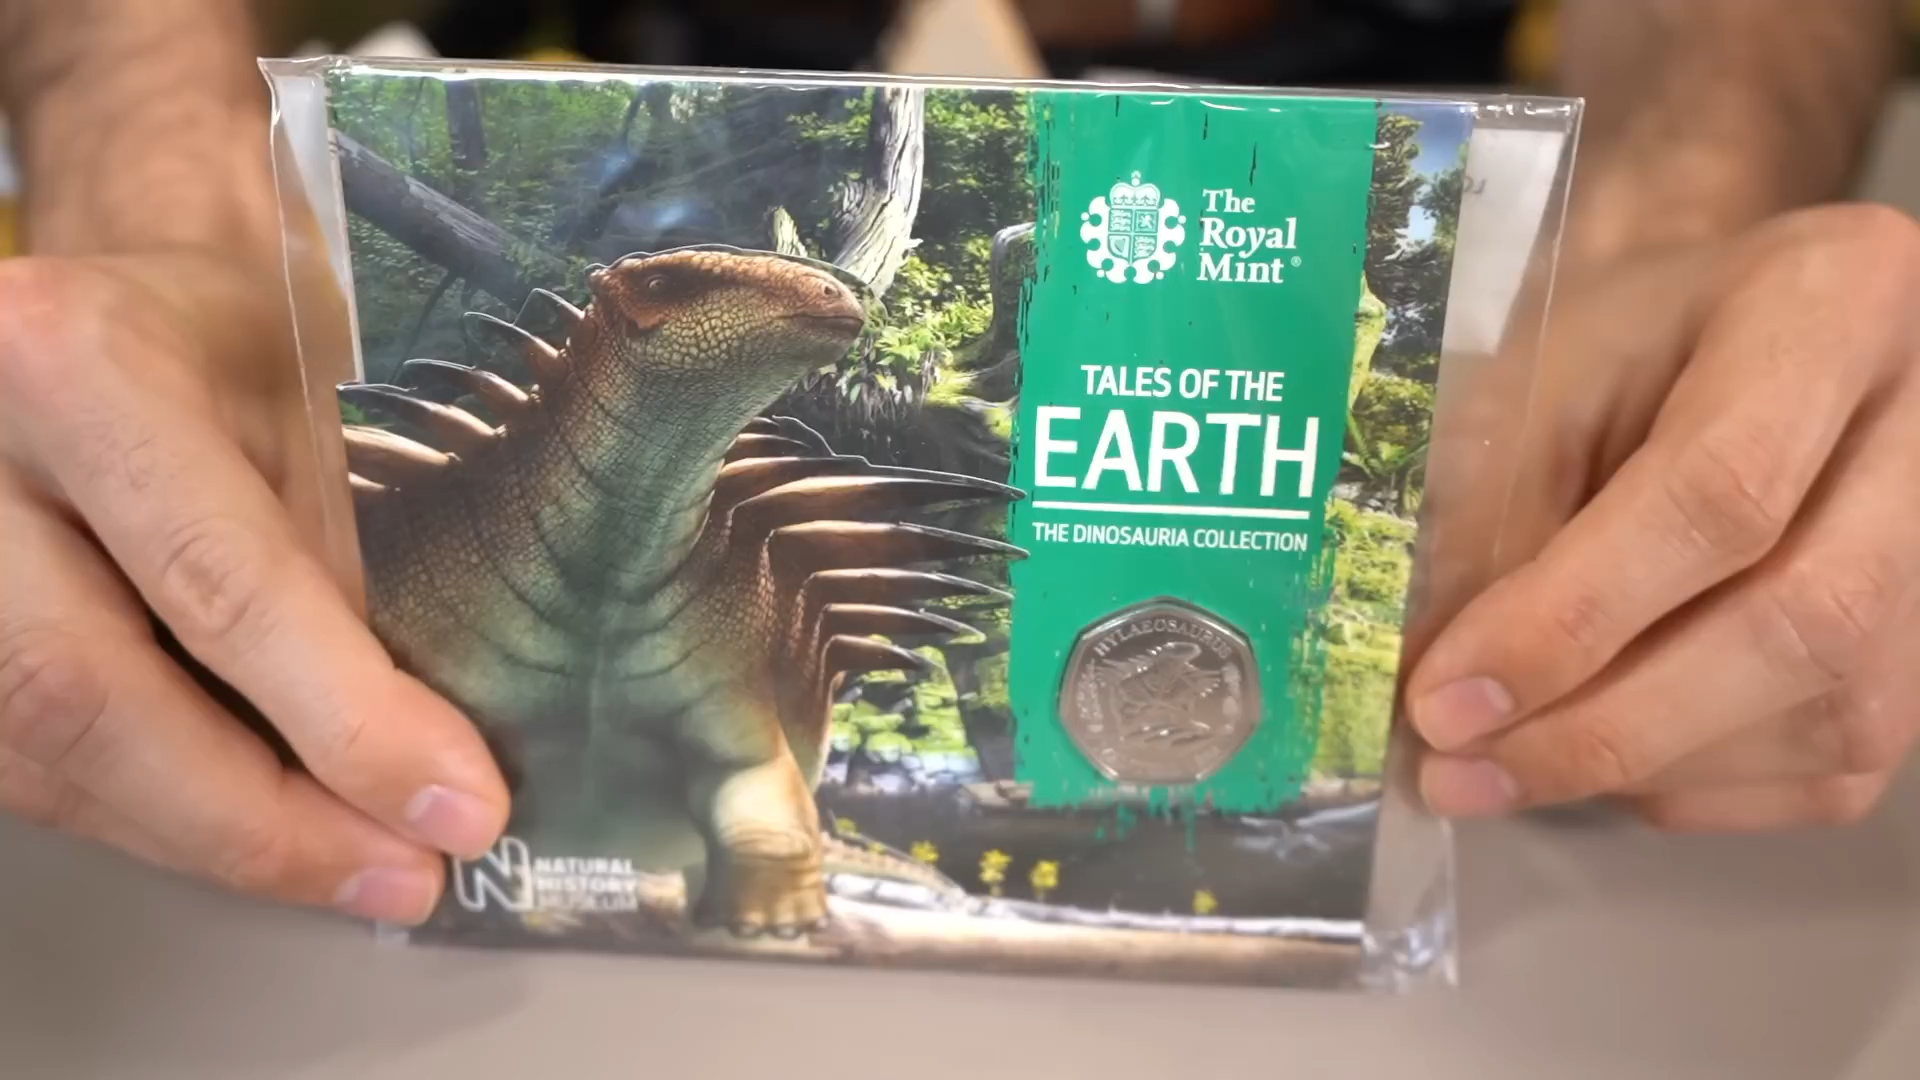 The
Royal
Mint®
TALES OF THE
EARTH
THE DINOSAURIA COLLECTION
HYLAEOSAURUS
NATURAL
HISTORY
MUSEUM